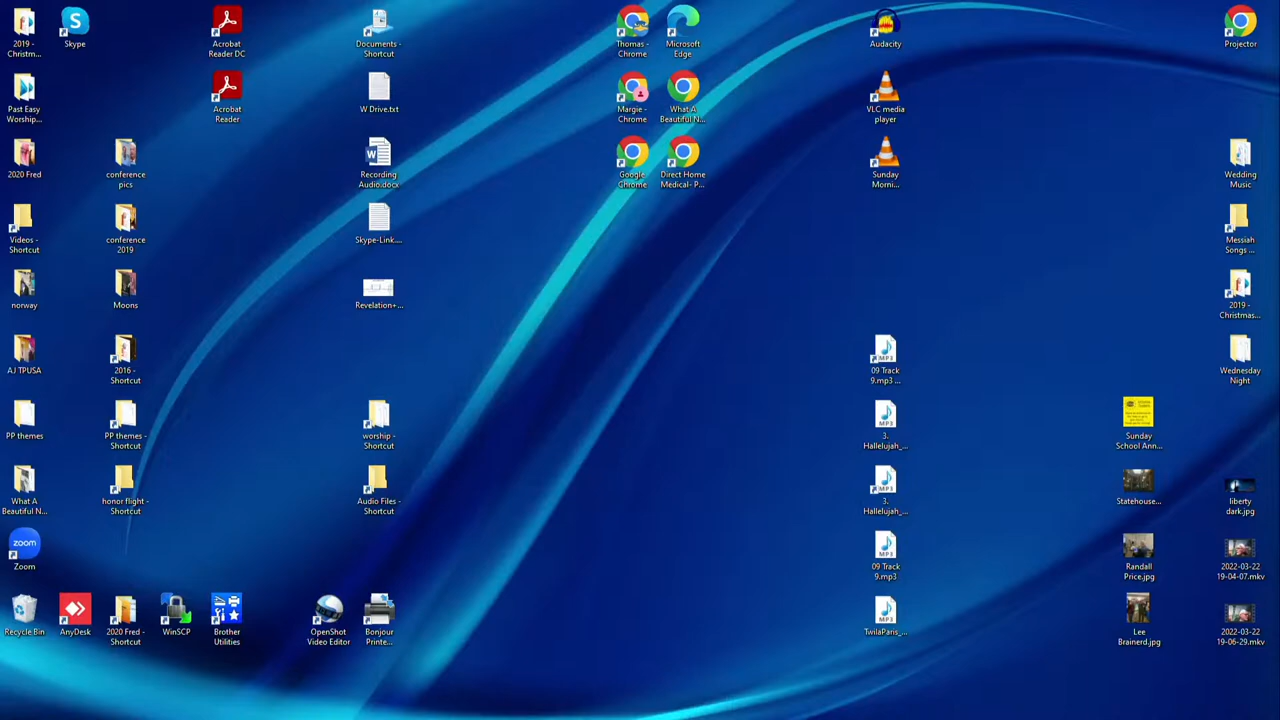 2019 -
Christm...
Skype
Acrobat
Reader DC
Documents -
Shortcut
Thomas -
Chrome
Microsoft
Edge
Audacity
Projector
Past Easy
Worship...
Acrobat
Reader
W Drive.txt
Margie -
Chrome
What A
Beautiful N...
VLC media
player
2020 Fred
conference
pics
Recording
Audio.docx
Google
Chrome
Direct Home
Medical- P...
Sunday
Morni...
Wedding
Music
Videos -
Shortcut
conference
2019
Skype-Link....
Messiah
Songs ...
norway
Moons
Revelation+...
2019 -
Christmas...
AJ TPUSA
2016 -
Shortcut
09 Track
9.mp3 ...
Wednesday
Night
PP themes
PP themes -
Shortcut
worship -
Shortcut
3.
Hallelujah_...
Sunday
School Ann...
What A
Beautiful N...
honor flight -
Shortcut
Audio Files -
Shortcut
3.
Hallelujah_...
Statehouse...
liberty
dark.jpg
zoom
Zoom
09 Track
9.mp3
Randall
Price.jpg
2022-03-22
19-04-07.mkv
Recycle Bin
AnyDesk
2020 Fred -
Shortcut
WinSCP
Brother
Utilities
OpenShot
Video Editor
Bonjour
Printe...
TwilaParis_...
Lee
Brainerd.jpg
2022-03-22
19-06-29.mkv